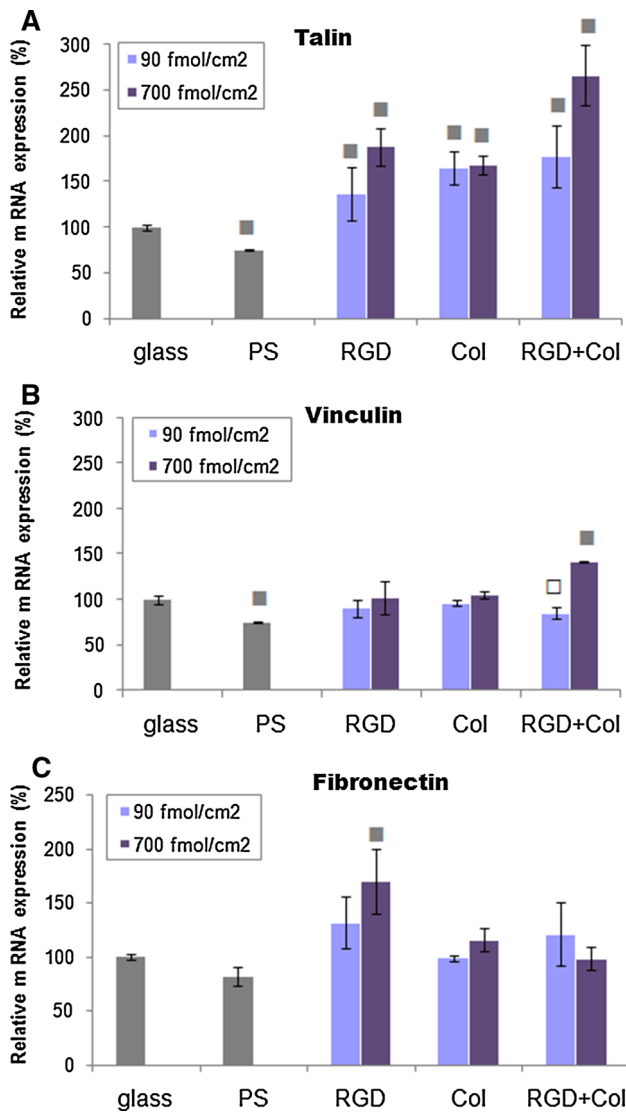 A
Talin
Relative m RNA expression (%)
300
250
200
150
100
50
0
90 fmol/cm2
700 fmol/cm2
glass PS RGD Col RGD+Col
B
Vinculin
Relative m RNA expression (%)
300
250
200
150
100
50
0
90 fmol/cm2
700 fmol/cm2
glass PS RGD Col RGD+Col
C
Fibronectin
Relative m RNA expression (%)
250
200
150
100
50
0
90 fmol/cm2
700 fmol/cm2
glass PS RGD Col RGD+Col